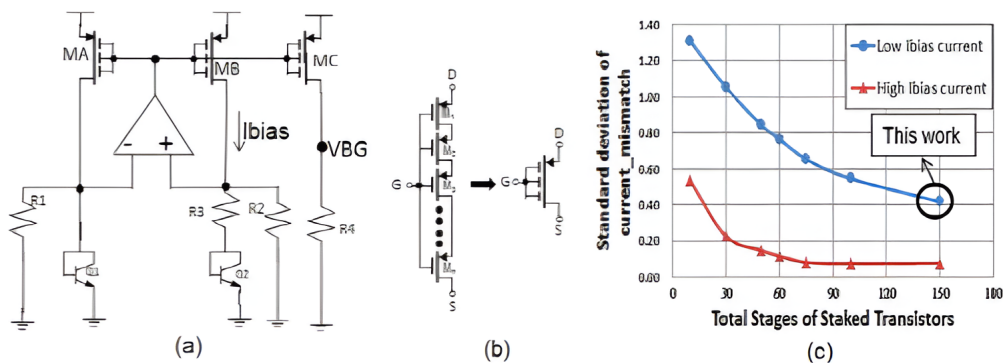 MA
MB
MC
Ibias
VBG
-
+
R1
R3
R2
R4
Q2
(a)
D
M1
M2
M3
G
S
D
G
S
(b)
Standard deviation of
current_mismatch
1.40
1.20
1.00
0.80
0.60
0.40
0.20
0.00
Low ibias current
High Ibias current
This work
0
30
60
90
120
150
180
Total Stages of Staked Transistors
(c)